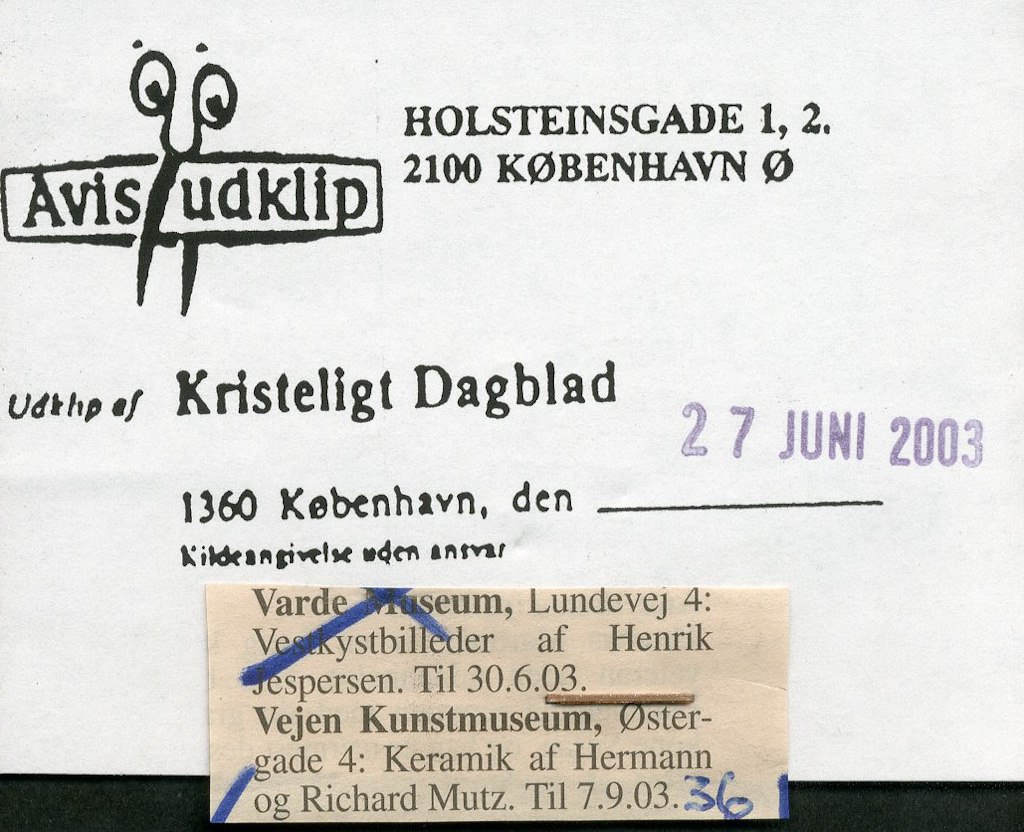 Avis udklip
HOLSTEINSGADE 1, 2.
2100 KØBENHAVN Ø
Udklip af Kristeligt Dagblad
27 JUNI 2003
1360 København, den
Kildeangivelse uden ansvar
Varde Museum, Lundevej 4:
Vestkystbilleder af Henrik
Jespersen. Til 30.6.03.
Vejen Kunstmuseum, Øster-
gade 4: Keramik af Hermann
og Richard Mutz. Til 7.9.03. 36